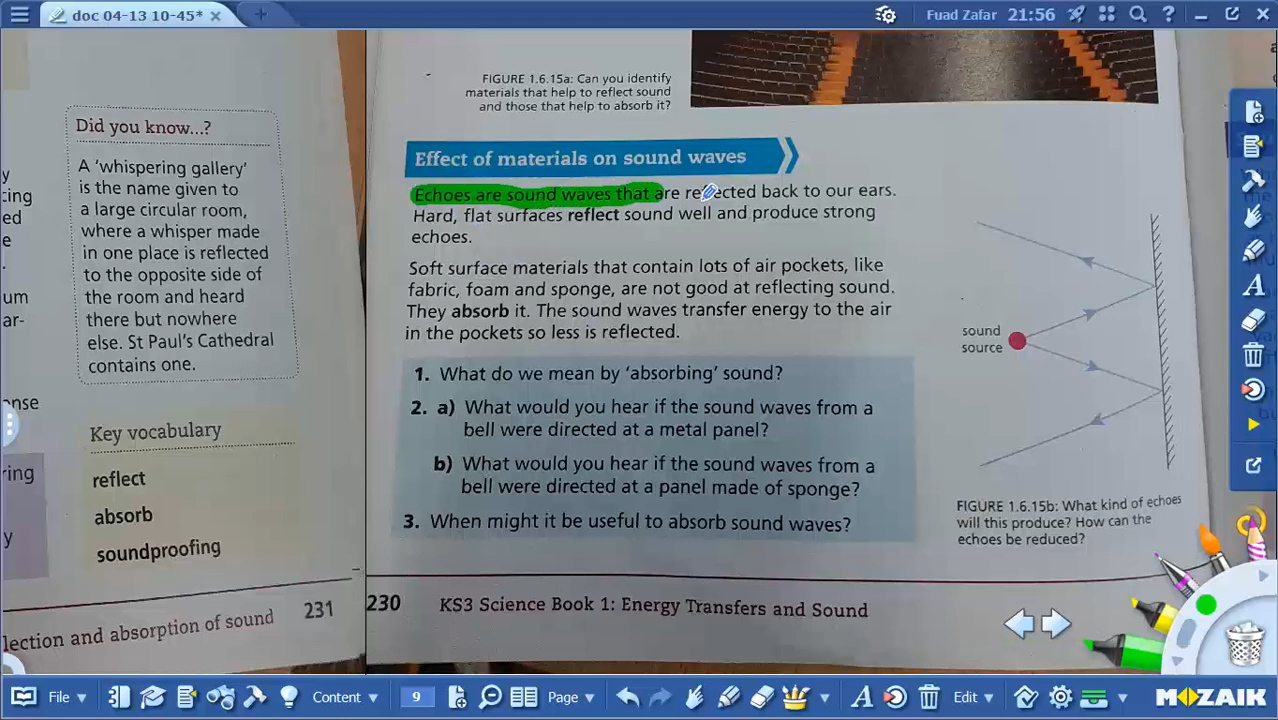 doc 04-13 10-45*
Fuad Zafar 21:56
Did you know...?
A 'whispering gallery'
is the name given to
a large circular room,
where a whisper made
in one place is reflected
to the opposite side of
the room and heard
there but nowhere
else. St Paul's Cathedral
contains one.
Key vocabulary
reflect
absorb
soundproofing
lection and absorption of sound 231
FIGURE 1.6.15a: Can you identify
materials that help to reflect sound
and those that help to absorb it?
Effect of materials on sound waves
Echoes are sound waves that are reflected back to our ears.
Hard, flat surfaces reflect sound well and produce strong
echoes.
Soft surface materials that contain lots of air pockets, like
fabric, foam and sponge, are not good at reflecting sound.
They absorb it. The sound waves transfer energy to the air
in the pockets so less is reflected.
1. What do we mean by 'absorbing' sound?
2. a) What would you hear if the sound waves from a
bell were directed at a metal panel?
b) What would you hear if the sound waves from a
bell were directed at a panel made of sponge?
3. When might it be useful to absorb sound waves?
sound
source
FIGURE 1.6.15b: What kind of echoes
will this produce? How can the
echoes be reduced?
230 KS3 Science Book 1: Energy Transfers and Sound
File Content 9 Page Edit MOZAIK